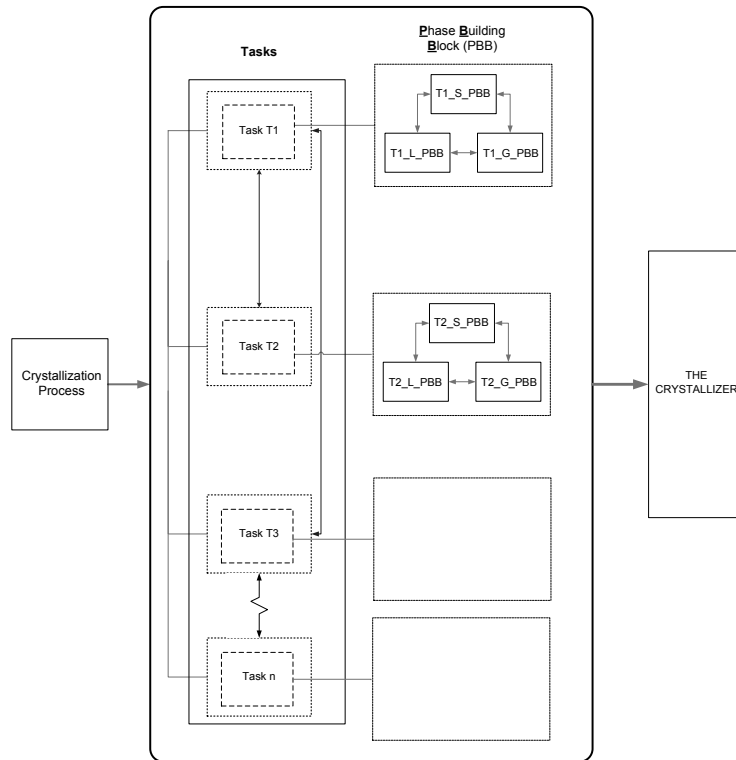 Tasks
Phase Building
Block (PBB)
Task T1
T1_S_PBB
T1_L_PBB
T1_G_PBB
Task T2
T2_S_PBB
T2_L_PBB
T2_G_PBB
Crystallization
Process
THE
CRYSTALLIZER
Task T3
Task n